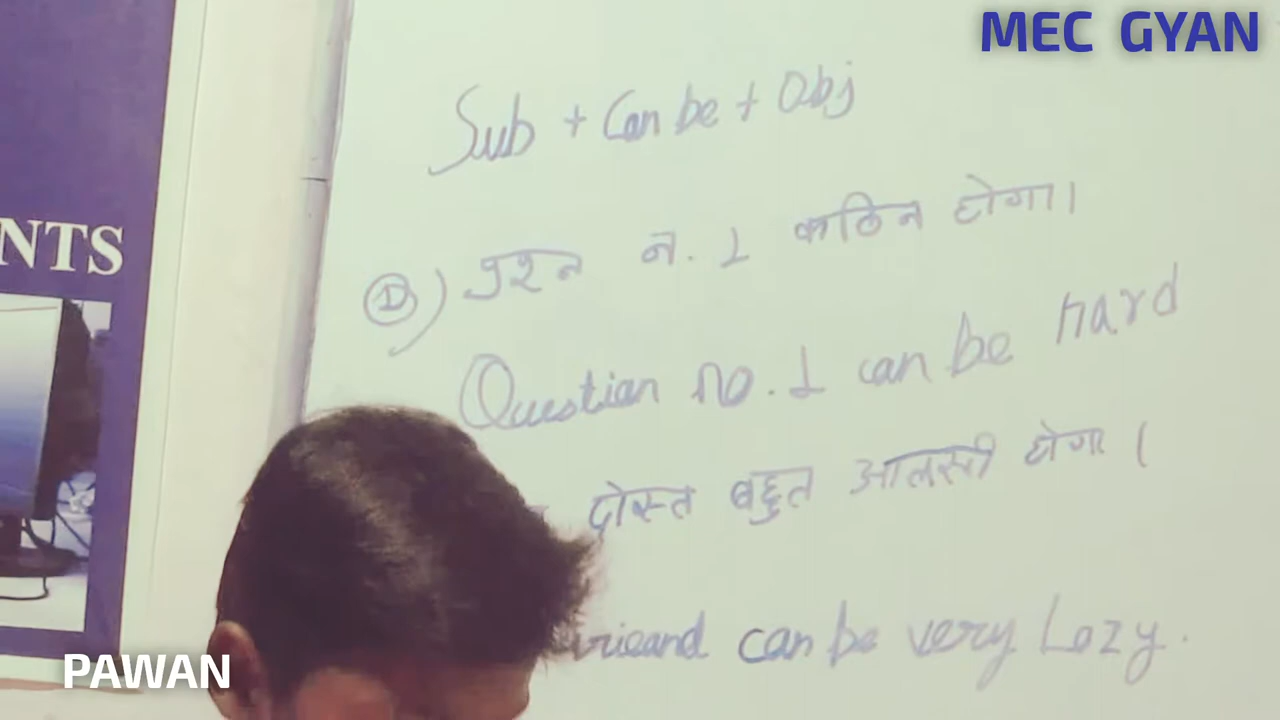 MEC GYAN
Sub + Can be + Obj
NTS
①) प्रश्न न. 1 कठिन होगा।
Question no. 1 can be hard
दोस्त बहुत आलसी होगा।
can be very Lazy.
PAWAN